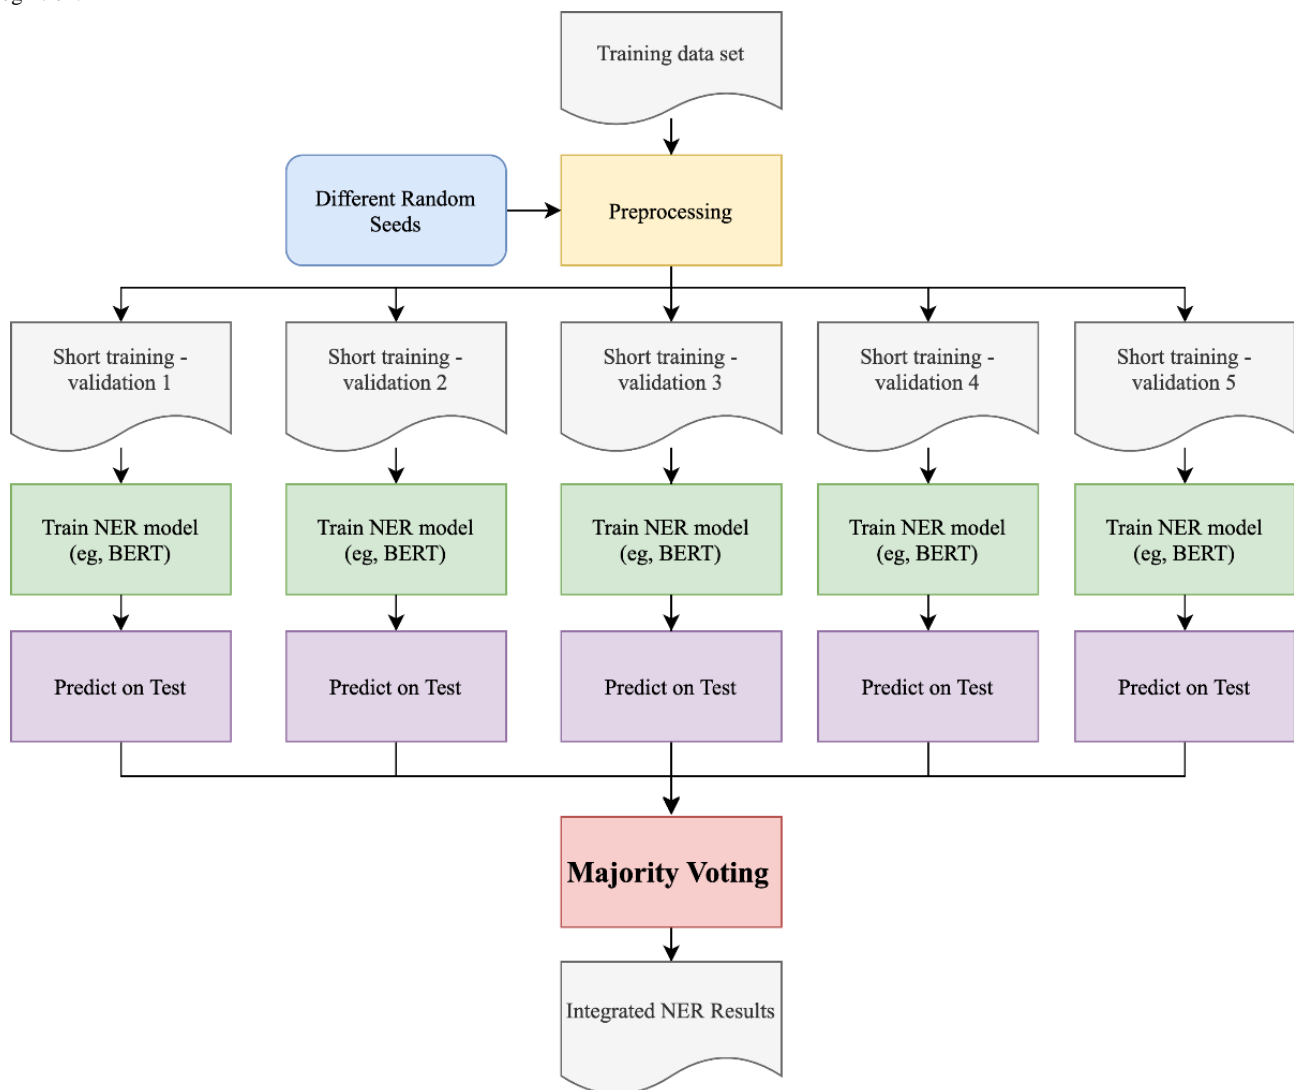 Training data set
Different Random
Seeds
Preprocessing
Short training -
validation 1
Short training -
validation 2
Short training -
validation 3
Short training -
validation 4
Short training -
validation 5
Train NER model
(eg, BERT)
Train NER model
(eg, BERT)
Train NER model
(eg, BERT)
Train NER model
(eg, BERT)
Train NER model
(eg, BERT)
Predict on Test
Predict on Test
Predict on Test
Predict on Test
Predict on Test
Majority Voting
Integrated NER Results